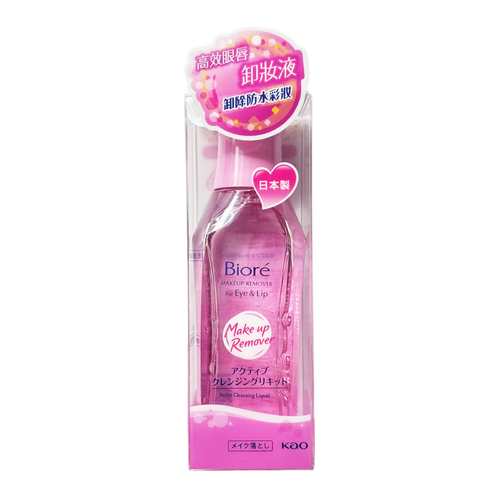 高效眼唇
卸妝液
卸除防水彩妝
日本製
Bioré
MAKEUP REMOVER
For Eye & Lip
Make up
Remover
アクティブ
クレンジングリキッド
Active Cleansing Liquid
メイク落とし
Kao